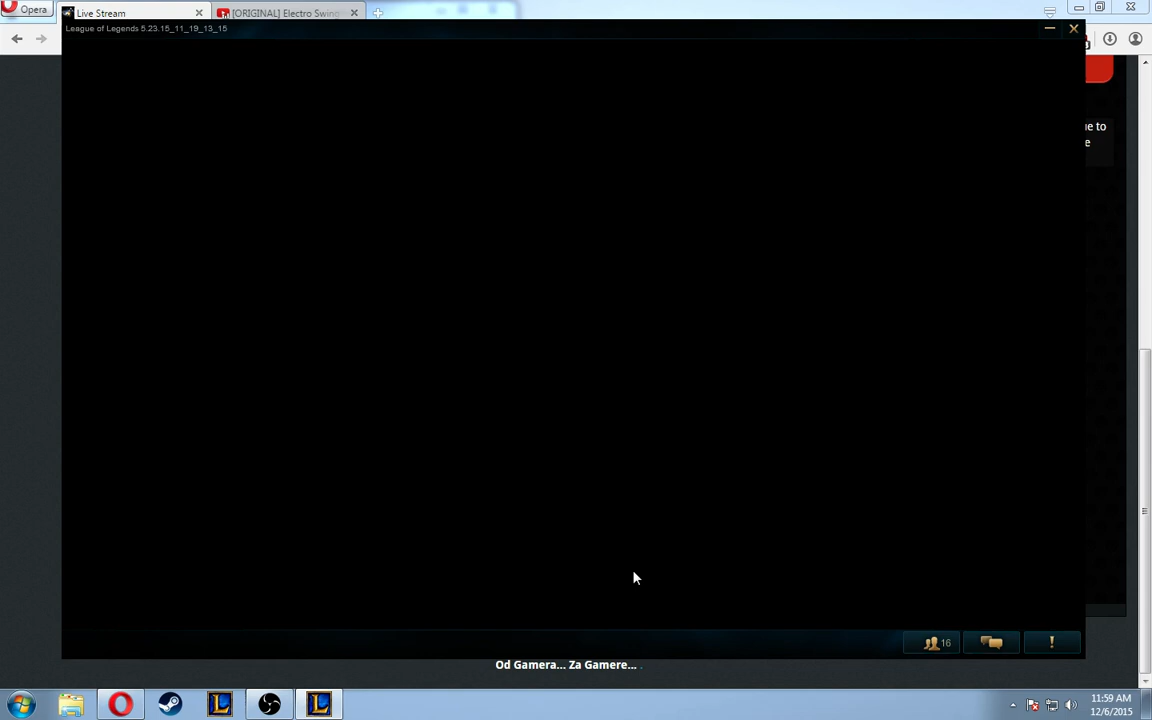 Opera
Live Stream
[ORIGINAL] Electro Swing
League of Legends 5.23.15_11_19_13_15
ue to
e
16
Od Gamera... Za Gamere...
11:59 AM
12/6/2015